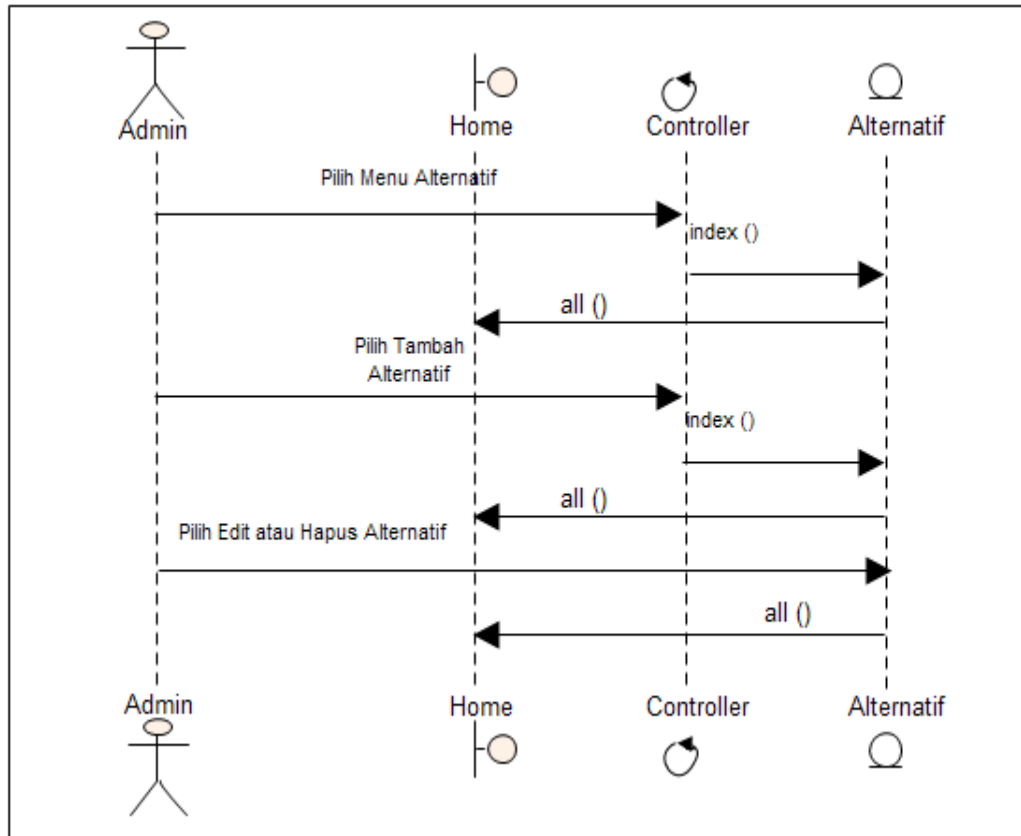 Admin
Home
Controller
Alternatif
Pilih Menu Alternatif
index ()
all ()
Pilih Tambah
Alternatif
index ()
all ()
Pilih Edit atau Hapus Alternatif
all ()
Admin
Home
Controller
Alternatif